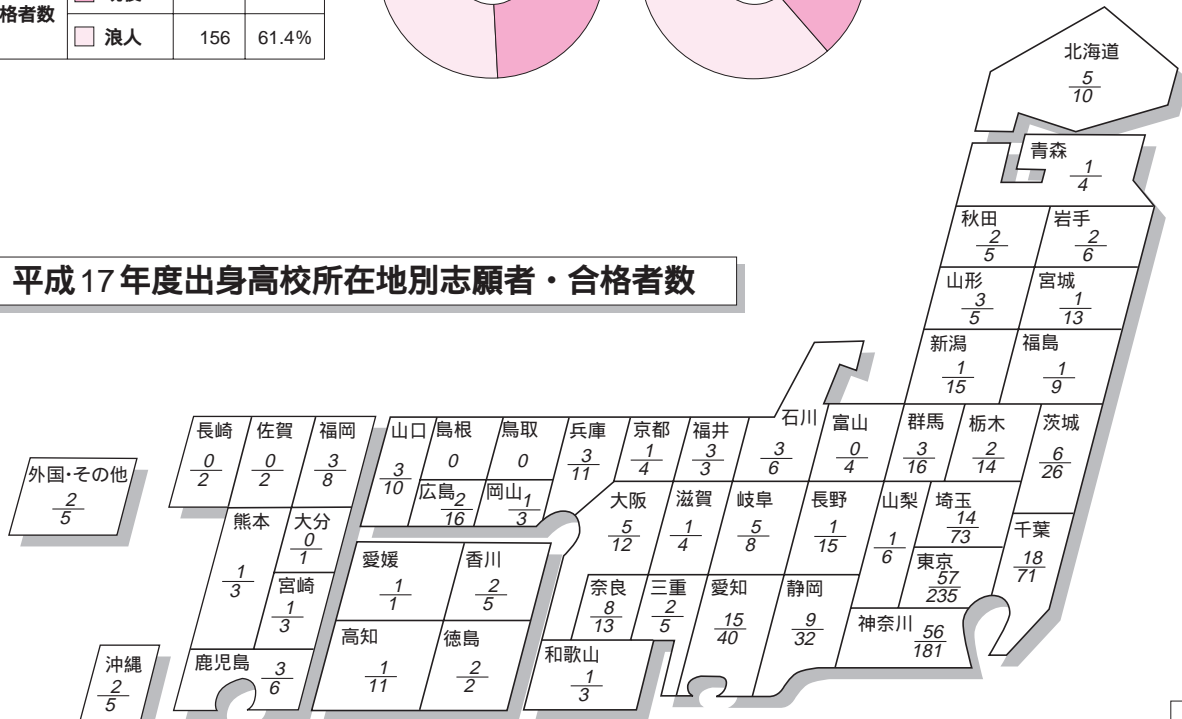 格者数
浪人 156 61.4%
平成17年度出身高校所在地別志願者・合格者数
北海道
5
10
青森
1
4
秋田
2
5
岩手
2
6
山形
3
5
宮城
1
13
新潟
1
15
福島
1
9
長崎
0
2
佐賀
0
2
福岡
3
8
山口
3
10
島根
0
鳥取
0
兵庫
3
11
京都
1
4
福井
3
3
石川
3
6
富山
0
4
群馬
3
16
栃木
2
14
茨城
6
26
外国・その他
2
5
広島
2
16
岡山
1
3
大阪
5
12
滋賀
1
4
岐阜
5
8
長野
1
15
山梨
1
6
埼玉
14
73
千葉
18
71
熊本
1
3
大分
0
1
宮崎
1
3
愛媛
1
1
香川
2
5
東京
57
235
奈良
8
13
三重
2
5
愛知
15
40
静岡
9
32
神奈川
56
181
高知
1
11
徳島
2
2
和歌山
1
3
沖縄
2
5
鹿児島
3
6